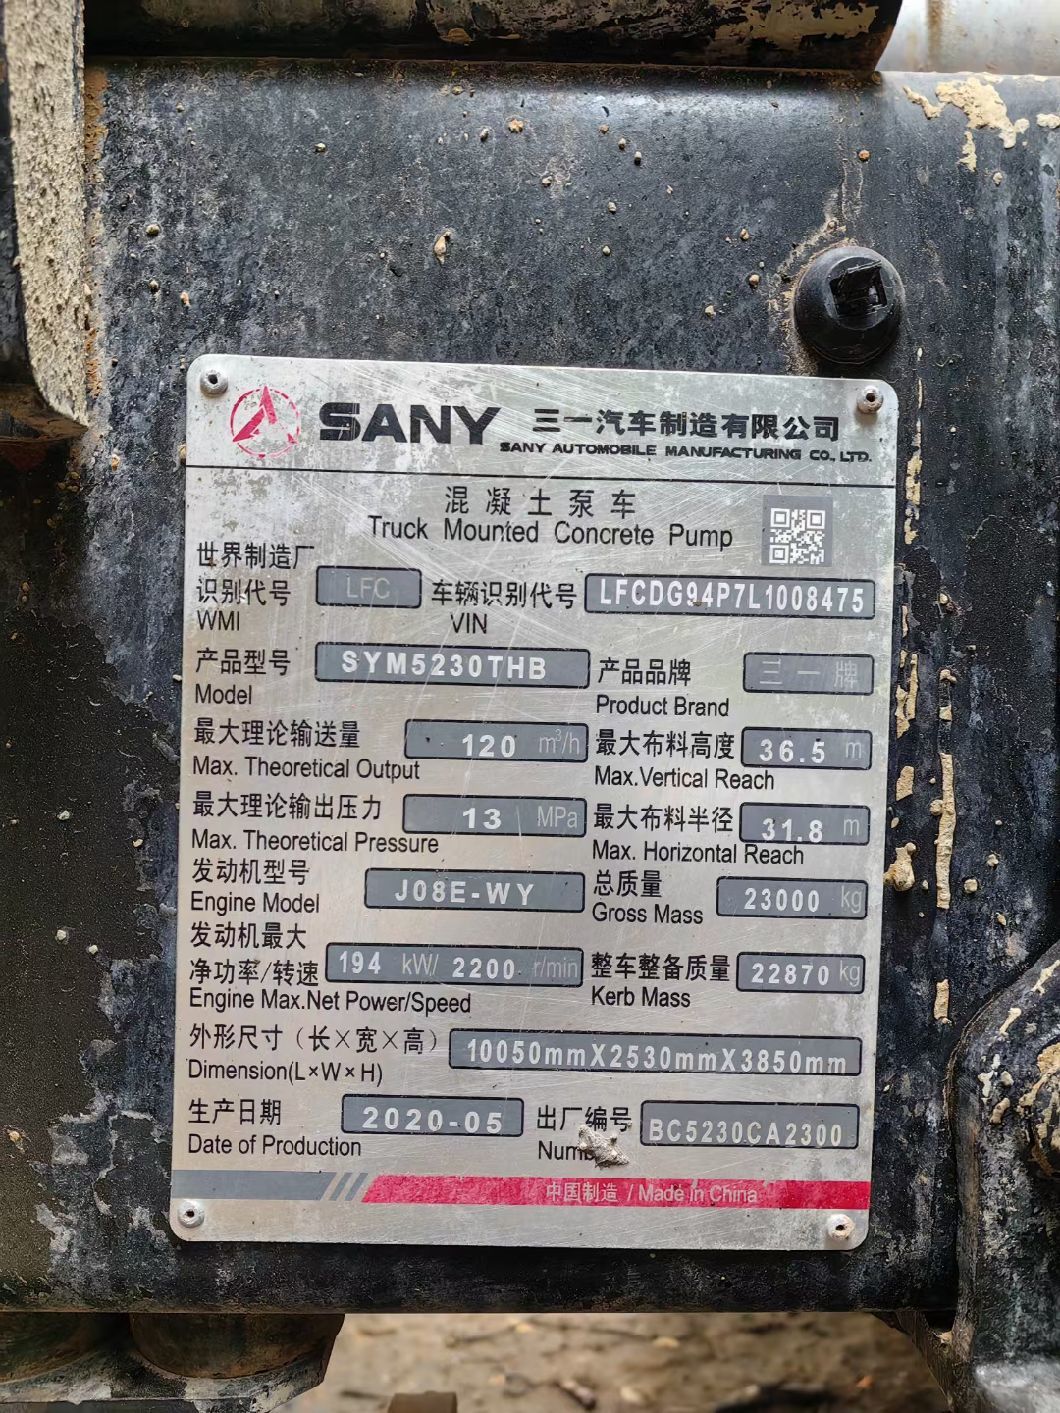 SANY 三一汽车制造有限公司
SANY AUTOMOBILE MANUFACTURING CO., LTD.
混凝土泵车
Truck Mounted Concrete Pump
世界制造厂
识别代号 LFC 车辆识别代号 LFCDG94P7L1008475
WMI VIN
产品型号 SYM5230THB 产品品牌 三一牌
Model Product Brand
最大理论输送量 120 m³/h 最大布料高度 36.5 m
Max. Theoretical Output Max.Vertical Reach
最大理论输出压力 13 MPa 最大布料半径 31.8 m
Max. Theoretical Pressure Max. Horizontal Reach
发动机型号 J08E-WY 总质量 23000 kg
Engine Model Gross Mass
发动机最大
净功率/转速 194 kW/ 2200 r/min 整车整备质量 22870 kg
Engine Max.Net Power/Speed Kerb Mass
外形尺寸（长×宽×高） 10050mmX2530mmX3850mm
Dimension(L×W×H)
生产日期 2020-05 出厂编号 BC5230CA2300
Date of Production
中国制造 / Made in China